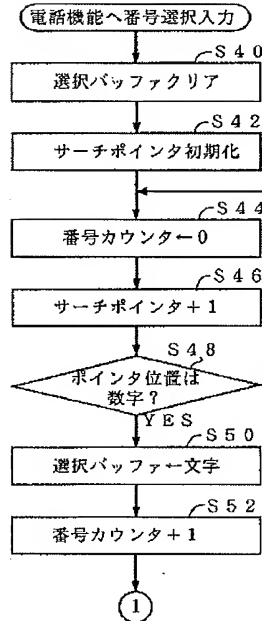 電話機能へ番号選択入力
S40
選択バッファクリア
S42
サーチポインタ初期化
S44
番号カウンタ←0
S46
サーチポインタ+1
S48
ポインタ位置は
数字？
YES
S50
選択バッファ←文字
S52
番号カウンタ+1
1